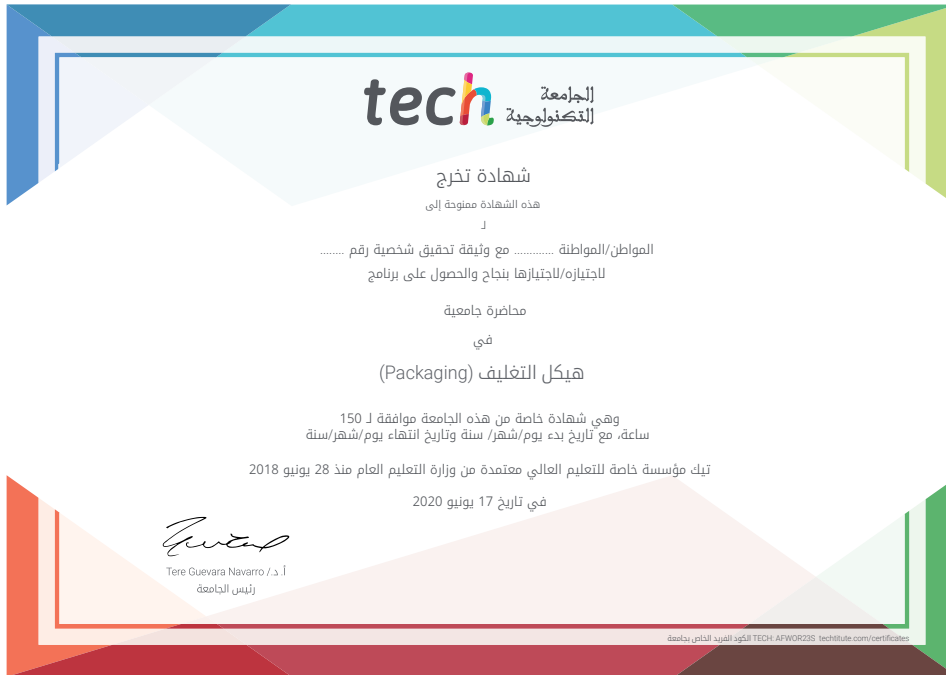 tech الجامعة
التكنولوجية
شهادة تخرج
هذه الشهادة ممنوحة إلى
لـ
المواطن/المواطنة ............ مع وثيقة تحقيق شخصية رقم ........
لاجتيازه/لاجتيازها بنجاح والحصول على برنامج
محاضرة جامعية
في
هيكل التغليف (Packaging)
وهي شهادة خاصة من هذه الجامعة موافقة لـ 150
ساعة، مع تاريخ بدء يوم/شهر/ سنة وتاريخ انتهاء يوم/شهر/سنة
تيك مؤسسة خاصة للتعليم العالي معتمدة من وزارة التعليم العام منذ 28 يونيو 2018
في تاريخ 17 يونيو 2020
أ. د./ Tere Guevara Navarro
رئيس الجامعة
الكود الفريد الخاص بجامعة TECH: AFWOR23S techtitute.com/certificates